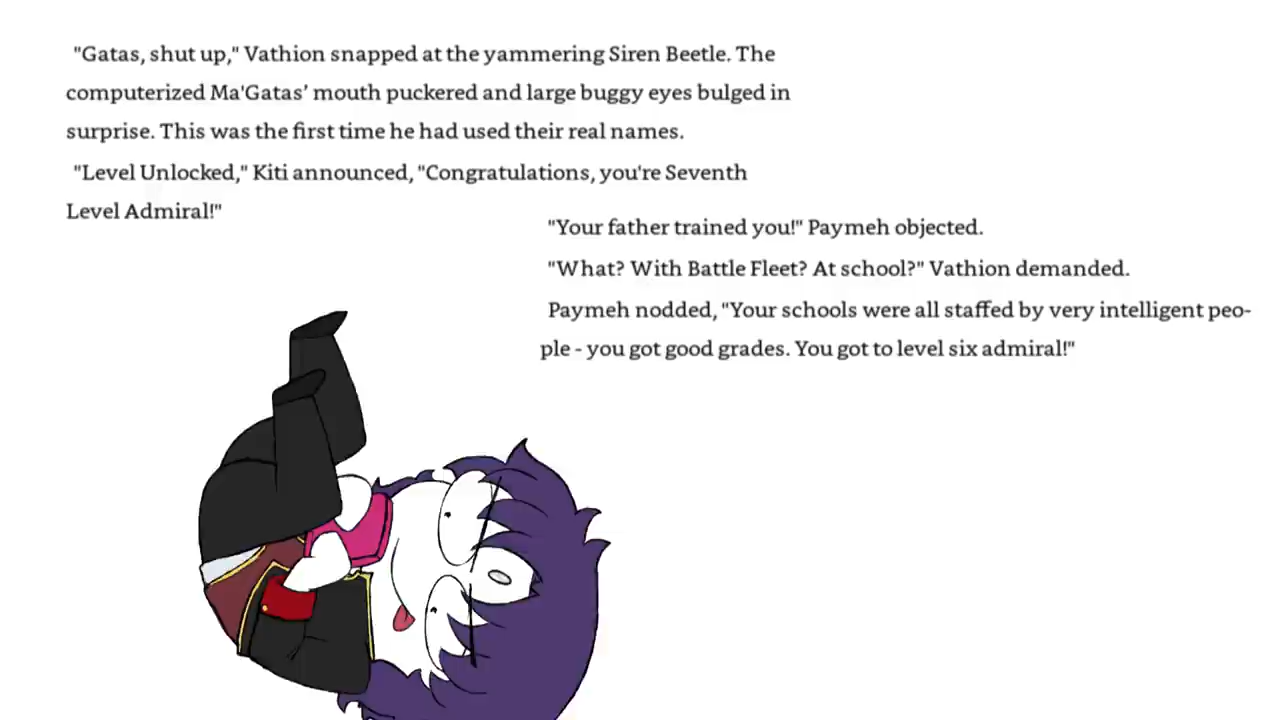 "Gatas, shut up," Vathion snapped at the yammering Siren Beetle. The
computerized Ma'Gatas’ mouth puckered and large buggy eyes bulged in
surprise. This was the first time he had used their real names.
"Level Unlocked," Kiti announced, "Congratulations, you're Seventh
Level Admiral!"
"Your father trained you!" Paymeh objected.
"What? With Battle Fleet? At school?" Vathion demanded.
Paymeh nodded, "Your schools were all staffed by very intelligent peo-
ple - you got good grades. You got to level six admiral!"